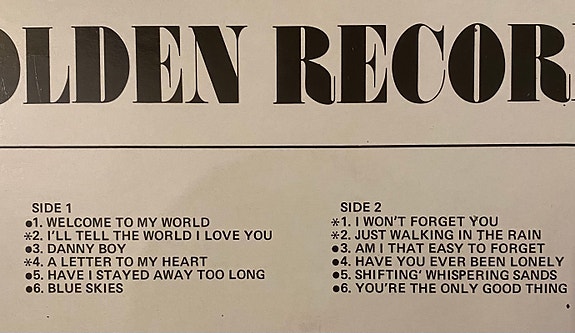 OLDEN RECOR
SIDE 1
●1. WELCOME TO MY WORLD
*2. I'LL TELL THE WORLD I LOVE YOU
●3. DANNY BOY
*4. A LETTER TO MY HEART
●5. HAVE I STAYED AWAY TOO LONG
●6. BLUE SKIES
SIDE 2
*1. I WON'T FORGET YOU
*2. JUST WALKING IN THE RAIN
●3. AM I THAT EASY TO FORGET
*4. HAVE YOU EVER BEEN LONELY
●5. SHIFTING' WHISPERING SANDS
●6. YOU'RE THE ONLY GOOD THING